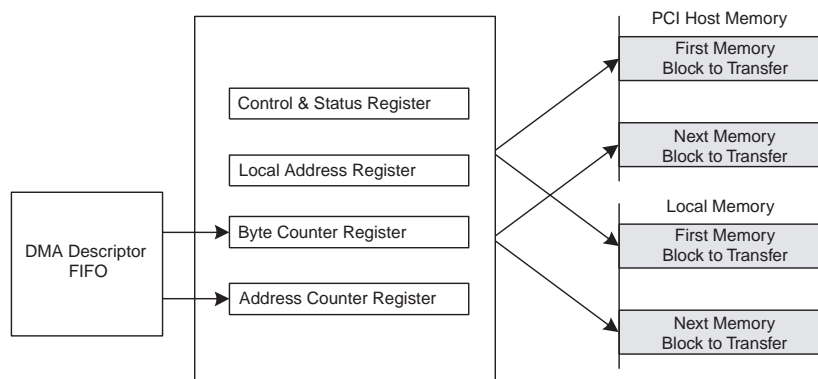 PCI Host Memory
First Memory
Block to Transfer
Control & Status Register
Next Memory
Block to Transfer
Local Address Register
Local Memory
DMA Descriptor
FIFO
Byte Counter Register
First Memory
Block to Transfer
Address Counter Register
Next Memory
Block to Transfer